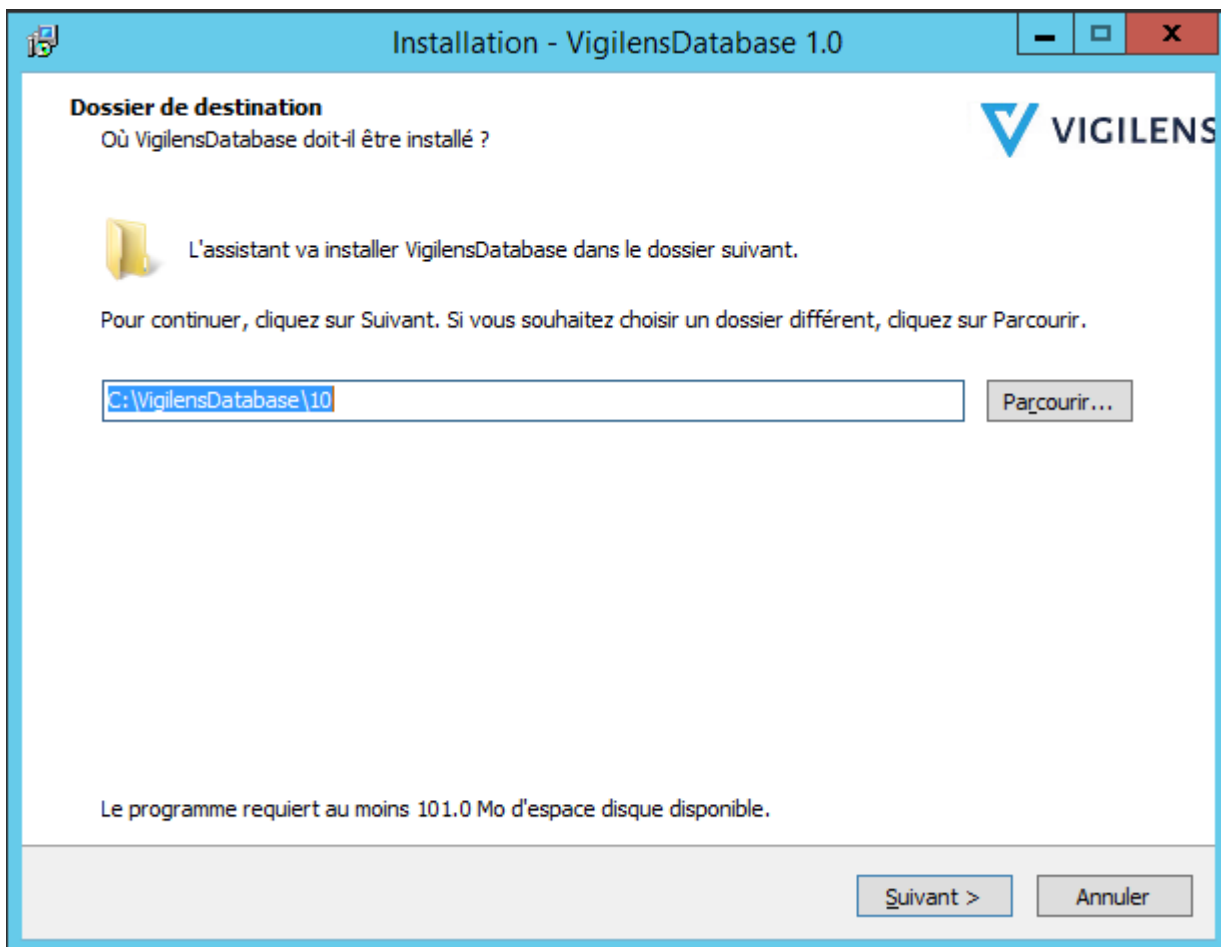 Installation - VigilensDatabase 1.0
Dossier de destination
Où VigilensDatabase doit-il être installé ?
VIGILENS
L'assistant va installer VigilensDatabase dans le dossier suivant.
Pour continuer, cliquez sur Suivant. Si vous souhaitez choisir un dossier différent, cliquez sur Parcourir.
C:\VigilensDatabase\10
Parcourir...
Le programme requiert au moins 101.0 Mo d'espace disque disponible.
Suivant >
Annuler